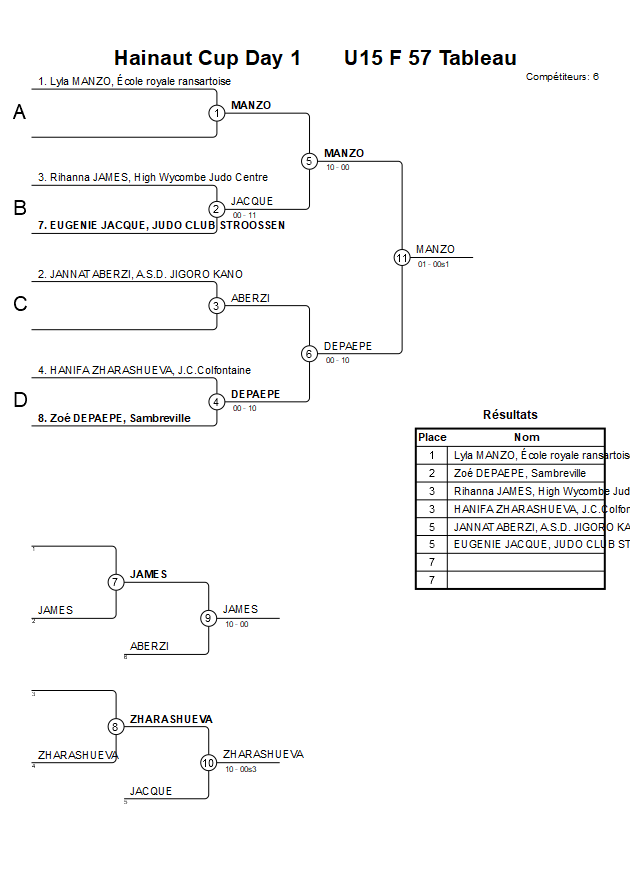 Hainaut Cup Day 1 U15 F 57 Tableau
Compétiteurs: 6
1. Lyla MANZO, École royale ransartoise
A
1
MANZO
5
MANZO
10 - 00
3. Rihanna JAMES, High Wycombe Judo Centre
B
2
JACQUE
00 - 11
7. EUGENIE JACQUE, JUDO CLUB STROOSSEN
11
MANZO
01 - 00s1
2. JANNAT ABERZI, A.S.D. JIGORO KANO
C
3
ABERZI
6
DEPAEPE
00 - 10
4. HANIFA ZHARASHUEVA, J.C.Colfontaine
D
4
DEPAEPE
00 - 10
8. Zoé DEPAEPE, Sambreville
Résultats
Place Nom
1 Lyla MANZO, École royale ransartoise
2 Zoé DEPAEPE, Sambreville
3 Rihanna JAMES, High Wycombe Jud
3 HANIFA ZHARASHUEVA, J.C.Colfon
5 JANNAT ABERZI, A.S.D. JIGORO KA
5 EUGENIE JACQUE, JUDO CLUB ST
7
7
1
7
JAMES
JAMES
2
9
JAMES
10 - 00
ABERZI
6
3
8
ZHARASHUEVA
ZHARASHUEVA
4
10
ZHARASHUEVA
10 - 00s3
JACQUE
5